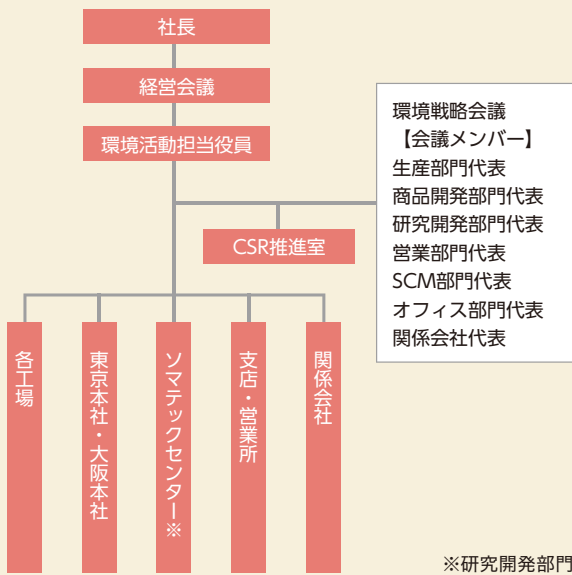 社長
経営会議
環境活動担当役員
環境戦略会議
【会議メンバー】
生産部門代表
商品開発部門代表
研究開発部門代表
営業部門代表
SCM部門代表
オフィス部門代表
関係会社代表
CSR推進室
各工場
東京本社・大阪本社
ソマテックセンター※
支店・営業所
関係会社
※研究開発部門